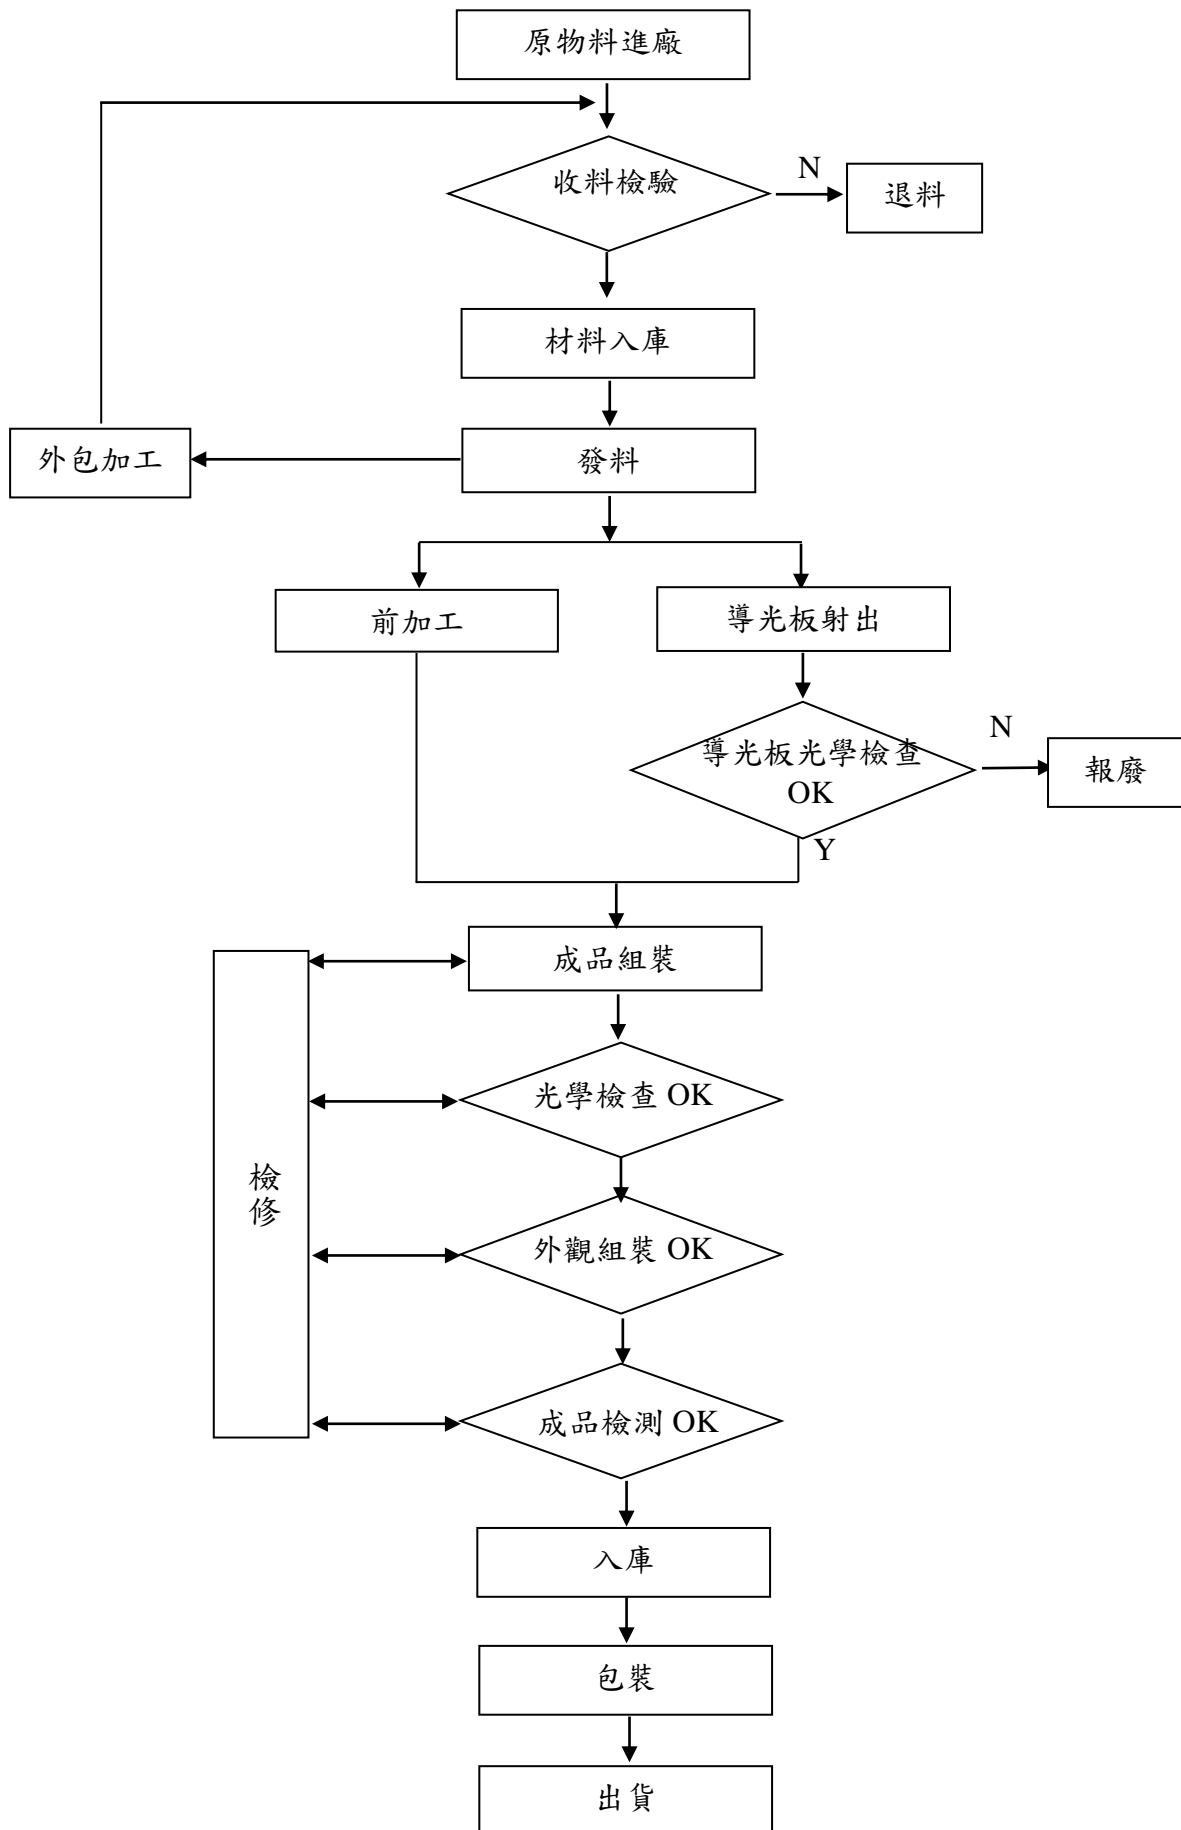 原物料進廠
收料檢驗
N
退料
材料入庫
外包加工
發料
前加工
導光板射出
導光板光學檢查
OK
N
報廢
Y
成品組裝
光學檢查 OK
檢
修
外觀組裝 OK
成品檢測 OK
入庫
包裝
出貨